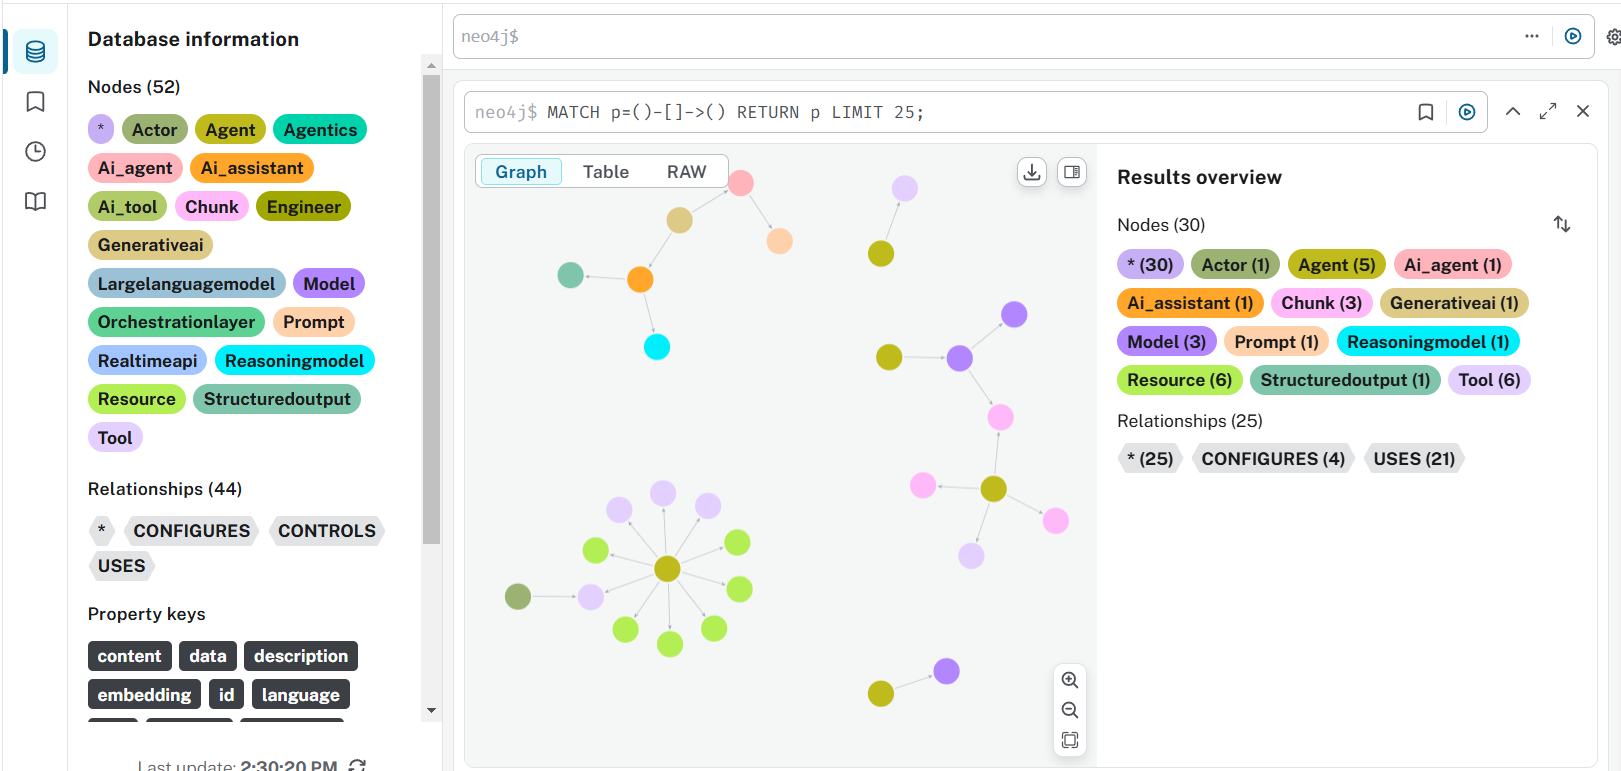 Database information
Nodes (52)
* Actor Agent Agentics
Ai_agent Ai_assistant
Ai_tool Chunk Engineer
Generativeai
Largelanguagemodel Model
Orchestrationlayer Prompt
Realtimeapi Reasoningmodel
Resource Structuredoutput
Tool
Relationships (44)
* CONFIGURES CONTROLS
USES
Property keys
content data description
embedding id language
Last update: 2:30:20 PM
neo4j$
neo4j$ MATCH p=()-[]->() RETURN p LIMIT 25;
Graph Table RAW
Results overview
Nodes (30)
* (30) Actor (1) Agent (5) Ai_agent (1)
Ai_assistant (1) Chunk (3) Generativeai (1)
Model (3) Prompt (1) Reasoningmodel (1)
Resource (6) Structuredoutput (1) Tool (6)
Relationships (25)
* (25) CONFIGURES (4) USES (21)